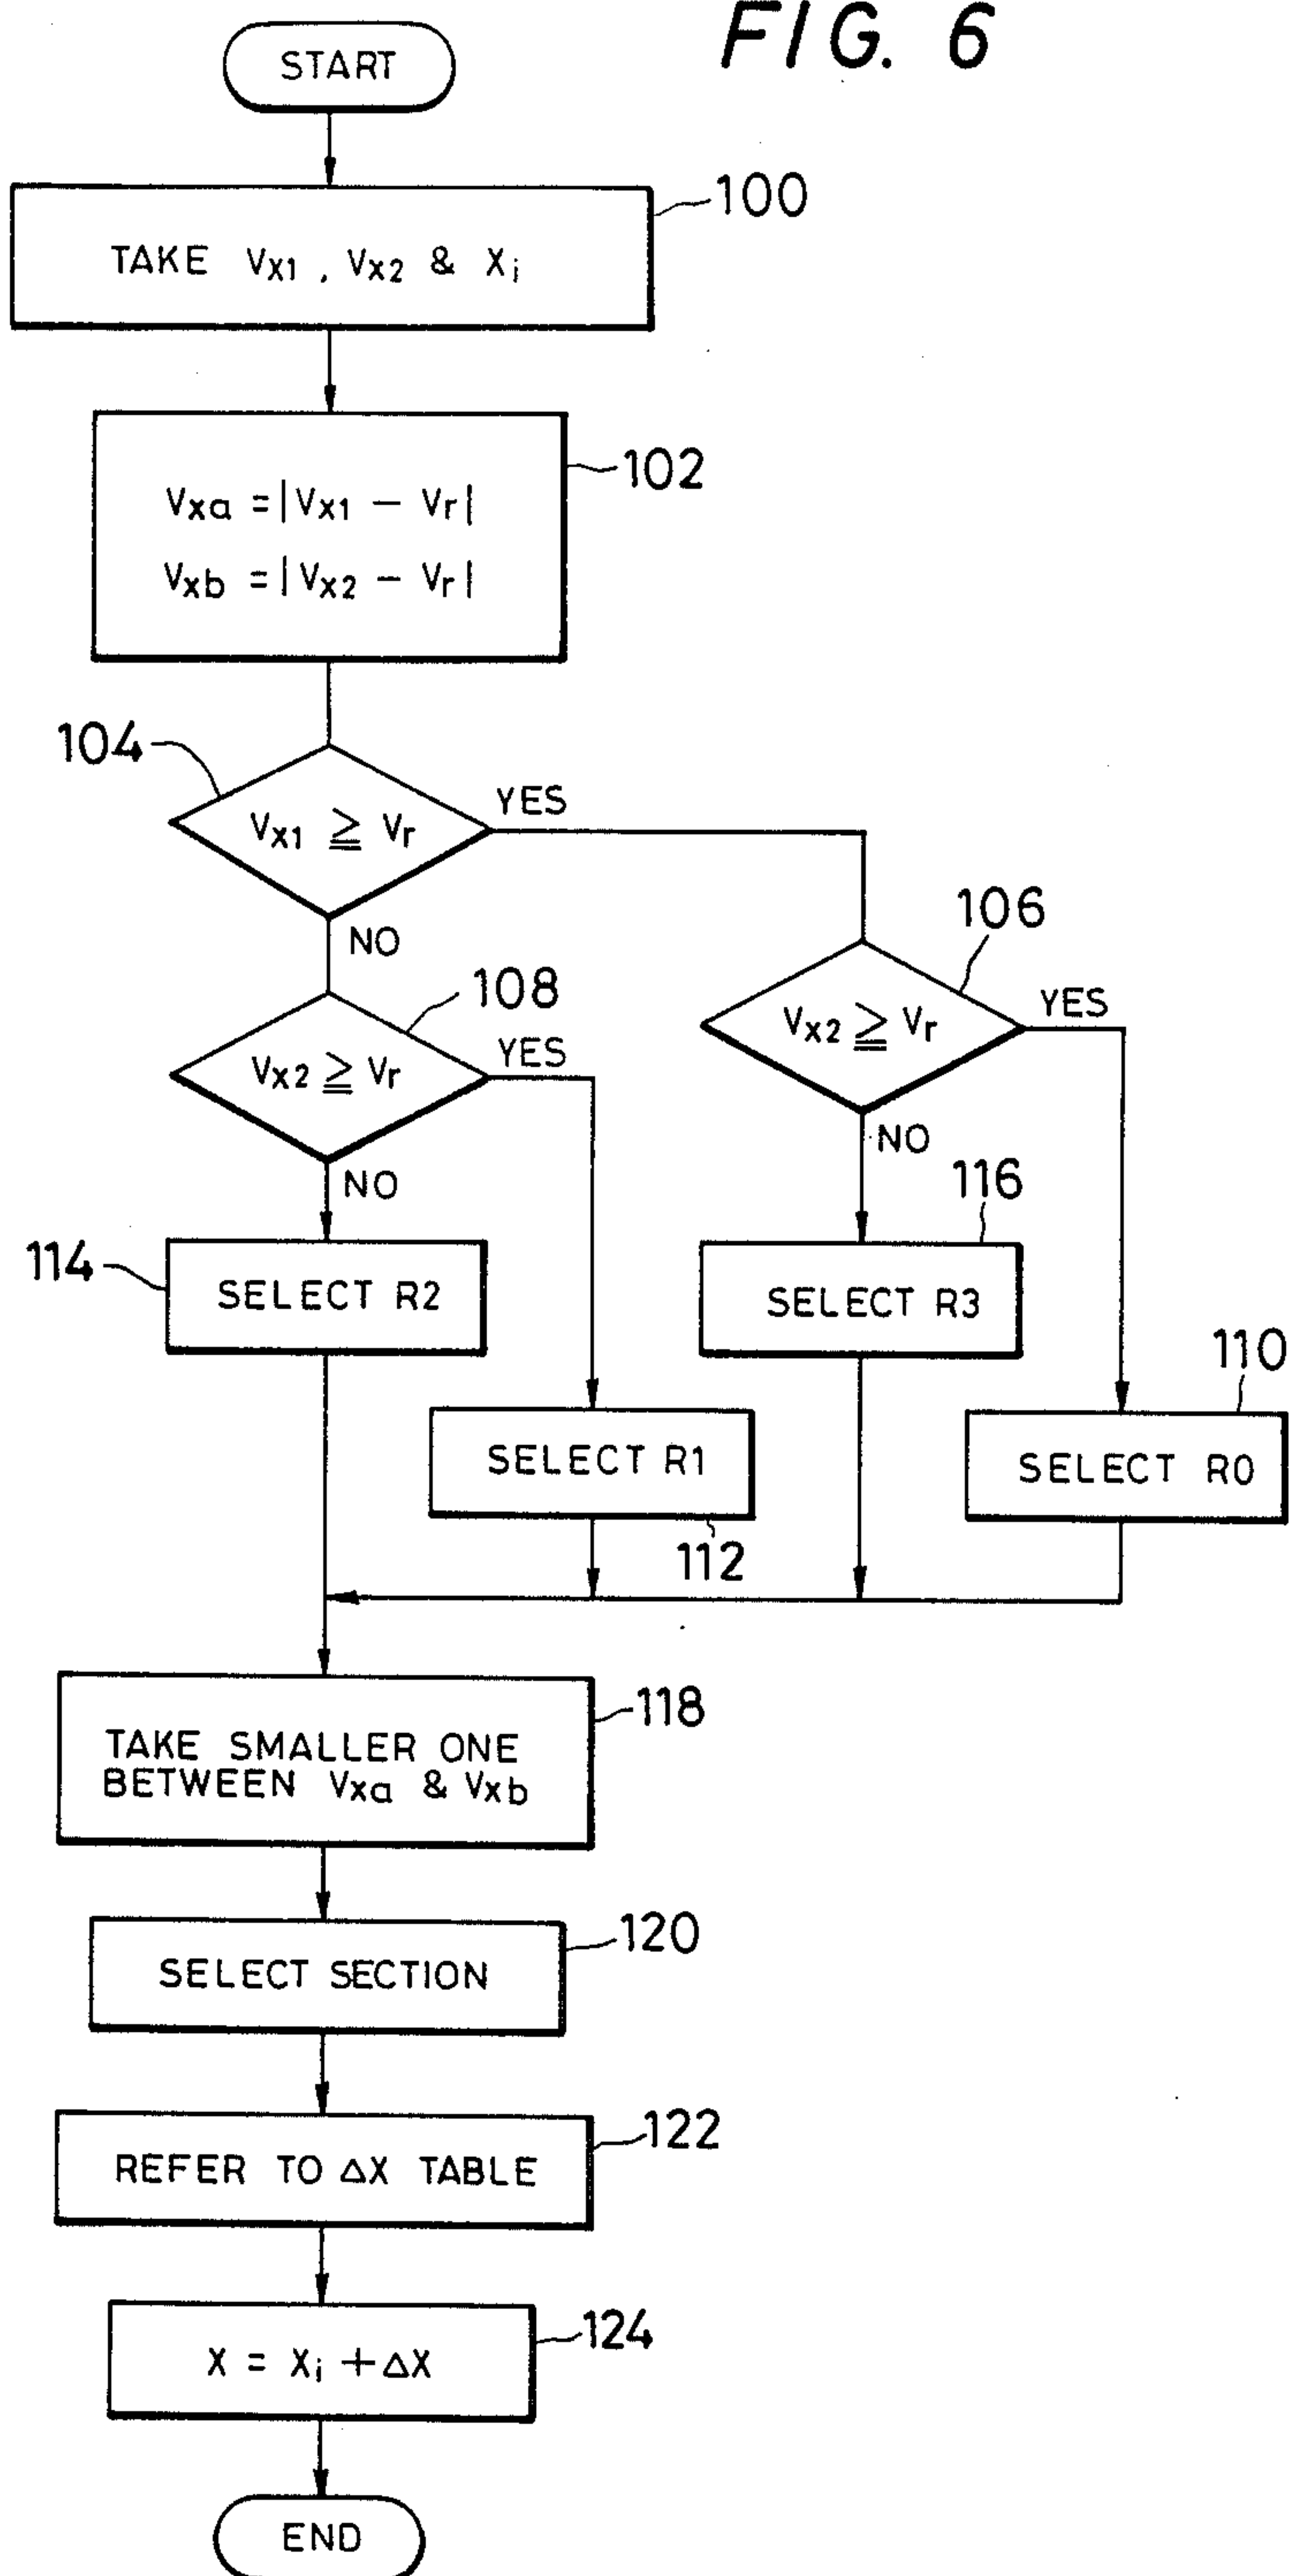 FIG. 6
START
100
TAKE Vx1, Vx2 & Xi
102
Vxa = |Vx1 − Vr|
Vxb = |Vx2 − Vr|
104
Vx1 ≧ Vr
YES
NO
106
108
Vx2 ≧ Vr
YES
Vx2 ≧ Vr
YES
NO
NO
116
114
SELECT R2
SELECT R3
110
SELECT R1
SELECT R0
112
118
TAKE SMALLER ONE
BETWEEN Vxa & Vxb
120
SELECT SECTION
122
REFER TO ΔX TABLE
124
X = Xi + ΔX
END